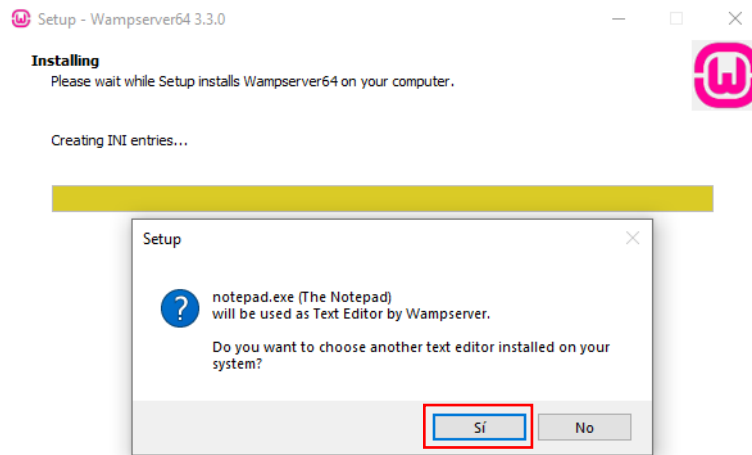 Setup - Wampserver64 3.3.0
Installing
Please wait while Setup installs Wampserver64 on your computer.
Creating INI entries...
Setup
notepad.exe (The Notepad)
will be used as Text Editor by Wampserver.
Do you want to choose another text editor installed on your
system?
Sí
No